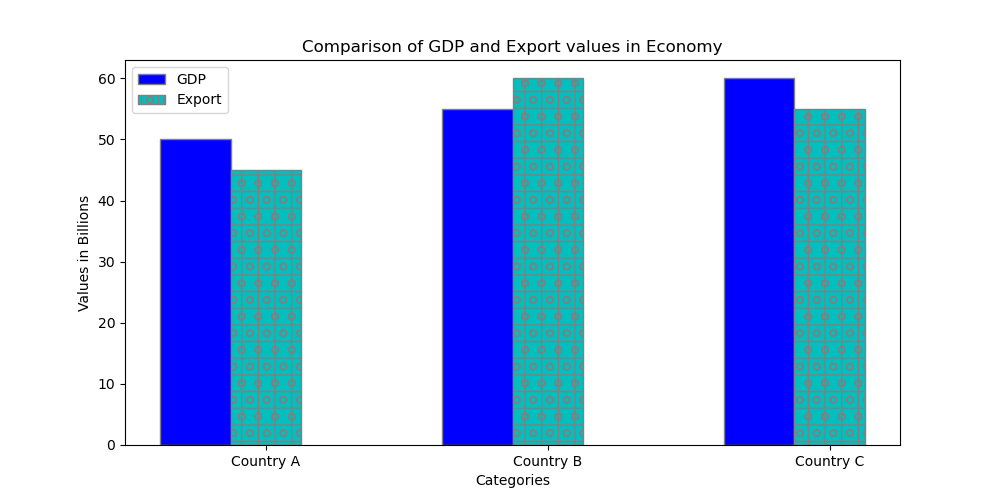 Comparison of GDP and Export values in Economy
GDP
Export
60
50
40
30
20
10
0
Values in Billions
Country A
Country B
Country C
Categories